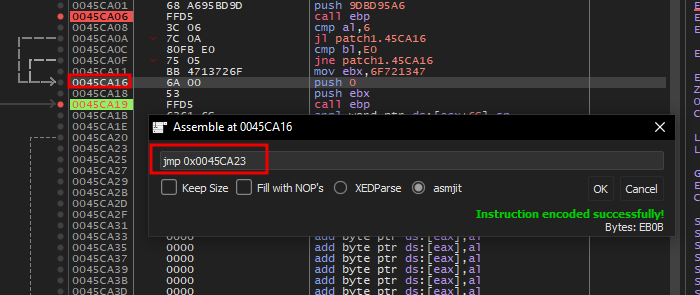 0045CA01 68 A695BD9D push 9DBD95A6
0045CA06 FFD5 call ebp
0045CA08 3C 06 cmp al,6
0045CA0A 7C 0A jl patch1.45CA16
0045CA0C 80FB E0 cmp bl,E0
0045CA0F 75 05 jne patch1.45CA16
0045CA11 BB 4713726F mov ebx,6F721347
0045CA16 6A 00 push 0
0045CA18 53 push ebx
0045CA19 FFD5 call ebp
0045CA1B
0045CA1E
0045CA20
0045CA23
0045CA25
0045CA27
0045CA29
0045CA2B
0045CA2D
0045CA2F
0045CA31
Assemble at 0045CA16
jmp 0x0045CA23
Keep Size Fill with NOP's XEDParse asmjit OK Cancel
Instruction encoded successfully!
Bytes: EB0B
0045CA33 0000 add byte ptr ds:[eax],al
0045CA35 0000 add byte ptr ds:[eax],al
0045CA37 0000 add byte ptr ds:[eax],al
0045CA39 0000 add byte ptr ds:[eax],al
0045CA3B 0000 add byte ptr ds:[eax],al
0045CA3D 0000 add byte ptr ds:[eax],al